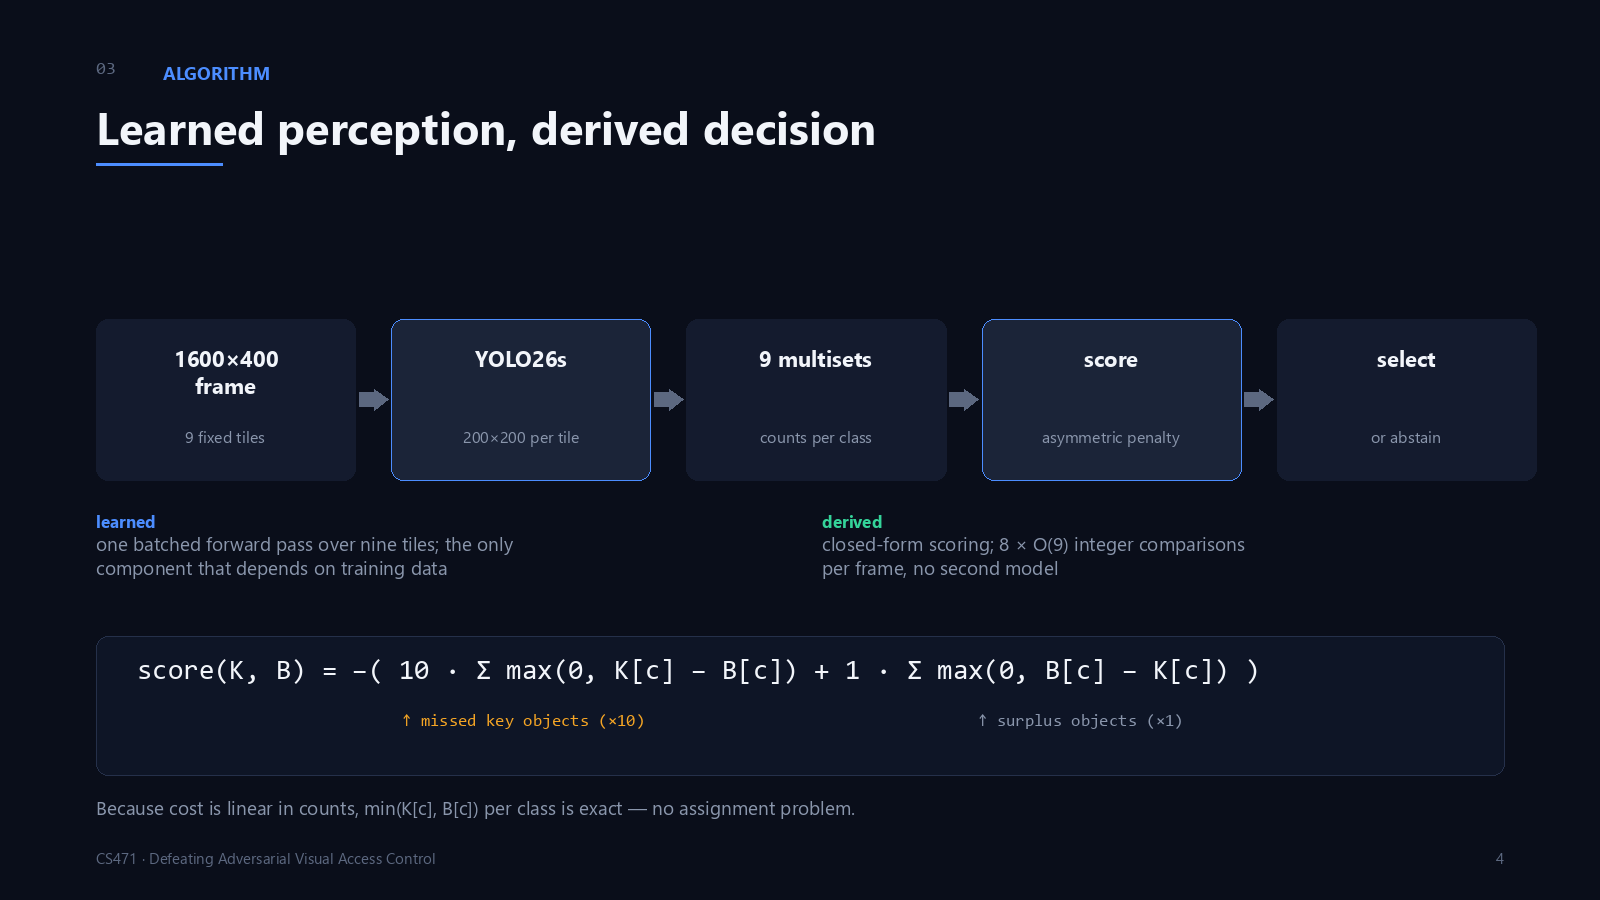 03
ALGORITHM
Learned perception, derived decision
1600×400
frame
9 fixed tiles
YOLO26s
200×200 per tile
9 multisets
counts per class
score
asymmetric penalty
select
or abstain
learned
one batched forward pass over nine tiles; the only
component that depends on training data
derived
closed-form scoring; 8 × O(9) integer comparisons
per frame, no second model
score(K, B) = −( 10 · Σ max(0, K[c] − B[c]) + 1 · Σ max(0, B[c] − K[c]) )
↑ missed key objects (×10)
↑ surplus objects (×1)
Because cost is linear in counts, min(K[c], B[c]) per class is exact — no assignment problem.
CS471 · Defeating Adversarial Visual Access Control
4